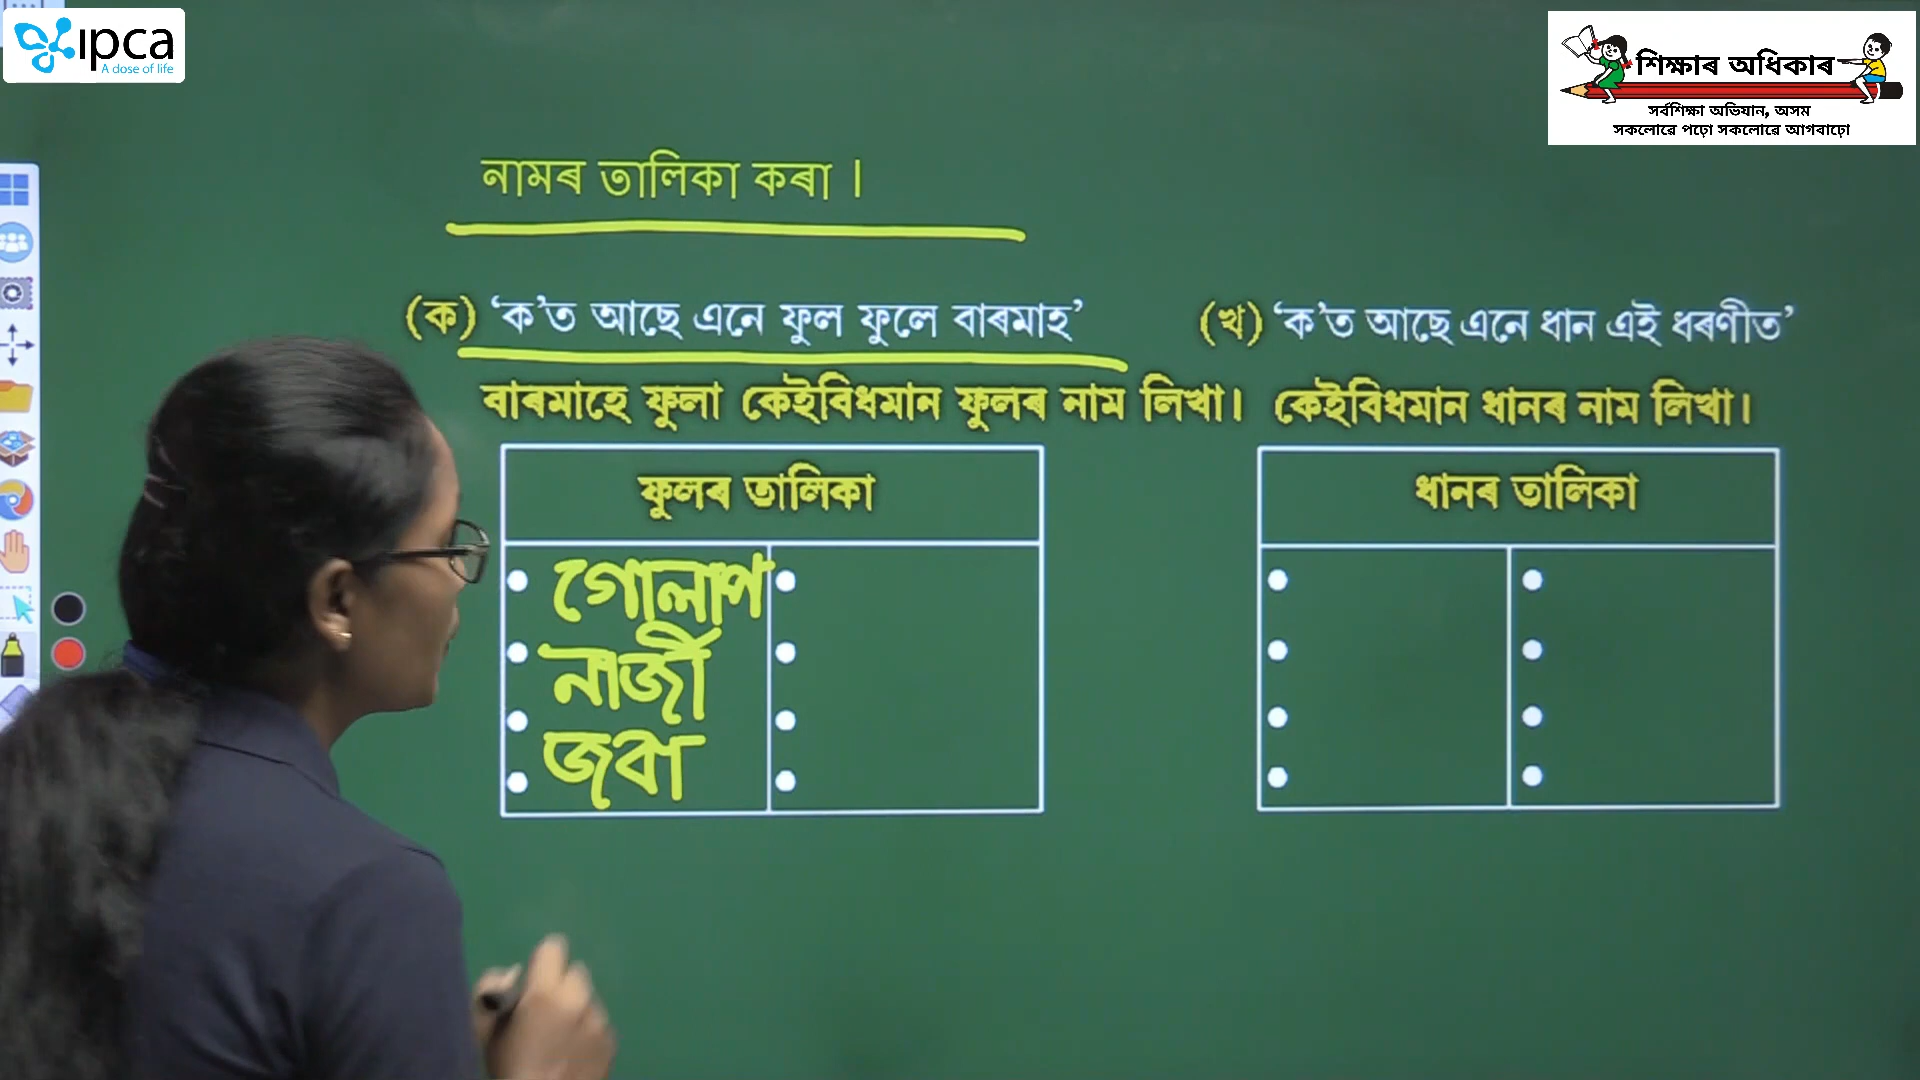 ipca
A dose of life
শিক্ষাৰ অধিকাৰ
সৰ্বশিক্ষা অভিযান, অসম
সকলোৱে পঢ়ো সকলোৱে আগবাঢ়ো
নামৰ তালিকা কৰা ।
(ক) ‘ক’ত আছে এনে ফুল ফুলে বাৰমাহ’
বাৰমাহে ফুলা কেইবিধমান ফুলৰ নাম লিখা।
ফুলৰ তালিকা
গোলাপ
নার্জী
জবা
(খ) ‘ক’ত আছে এনে ধান এই ধৰণীত’
কেইবিধমান ধানৰ নাম লিখা।
ধানৰ তালিকা